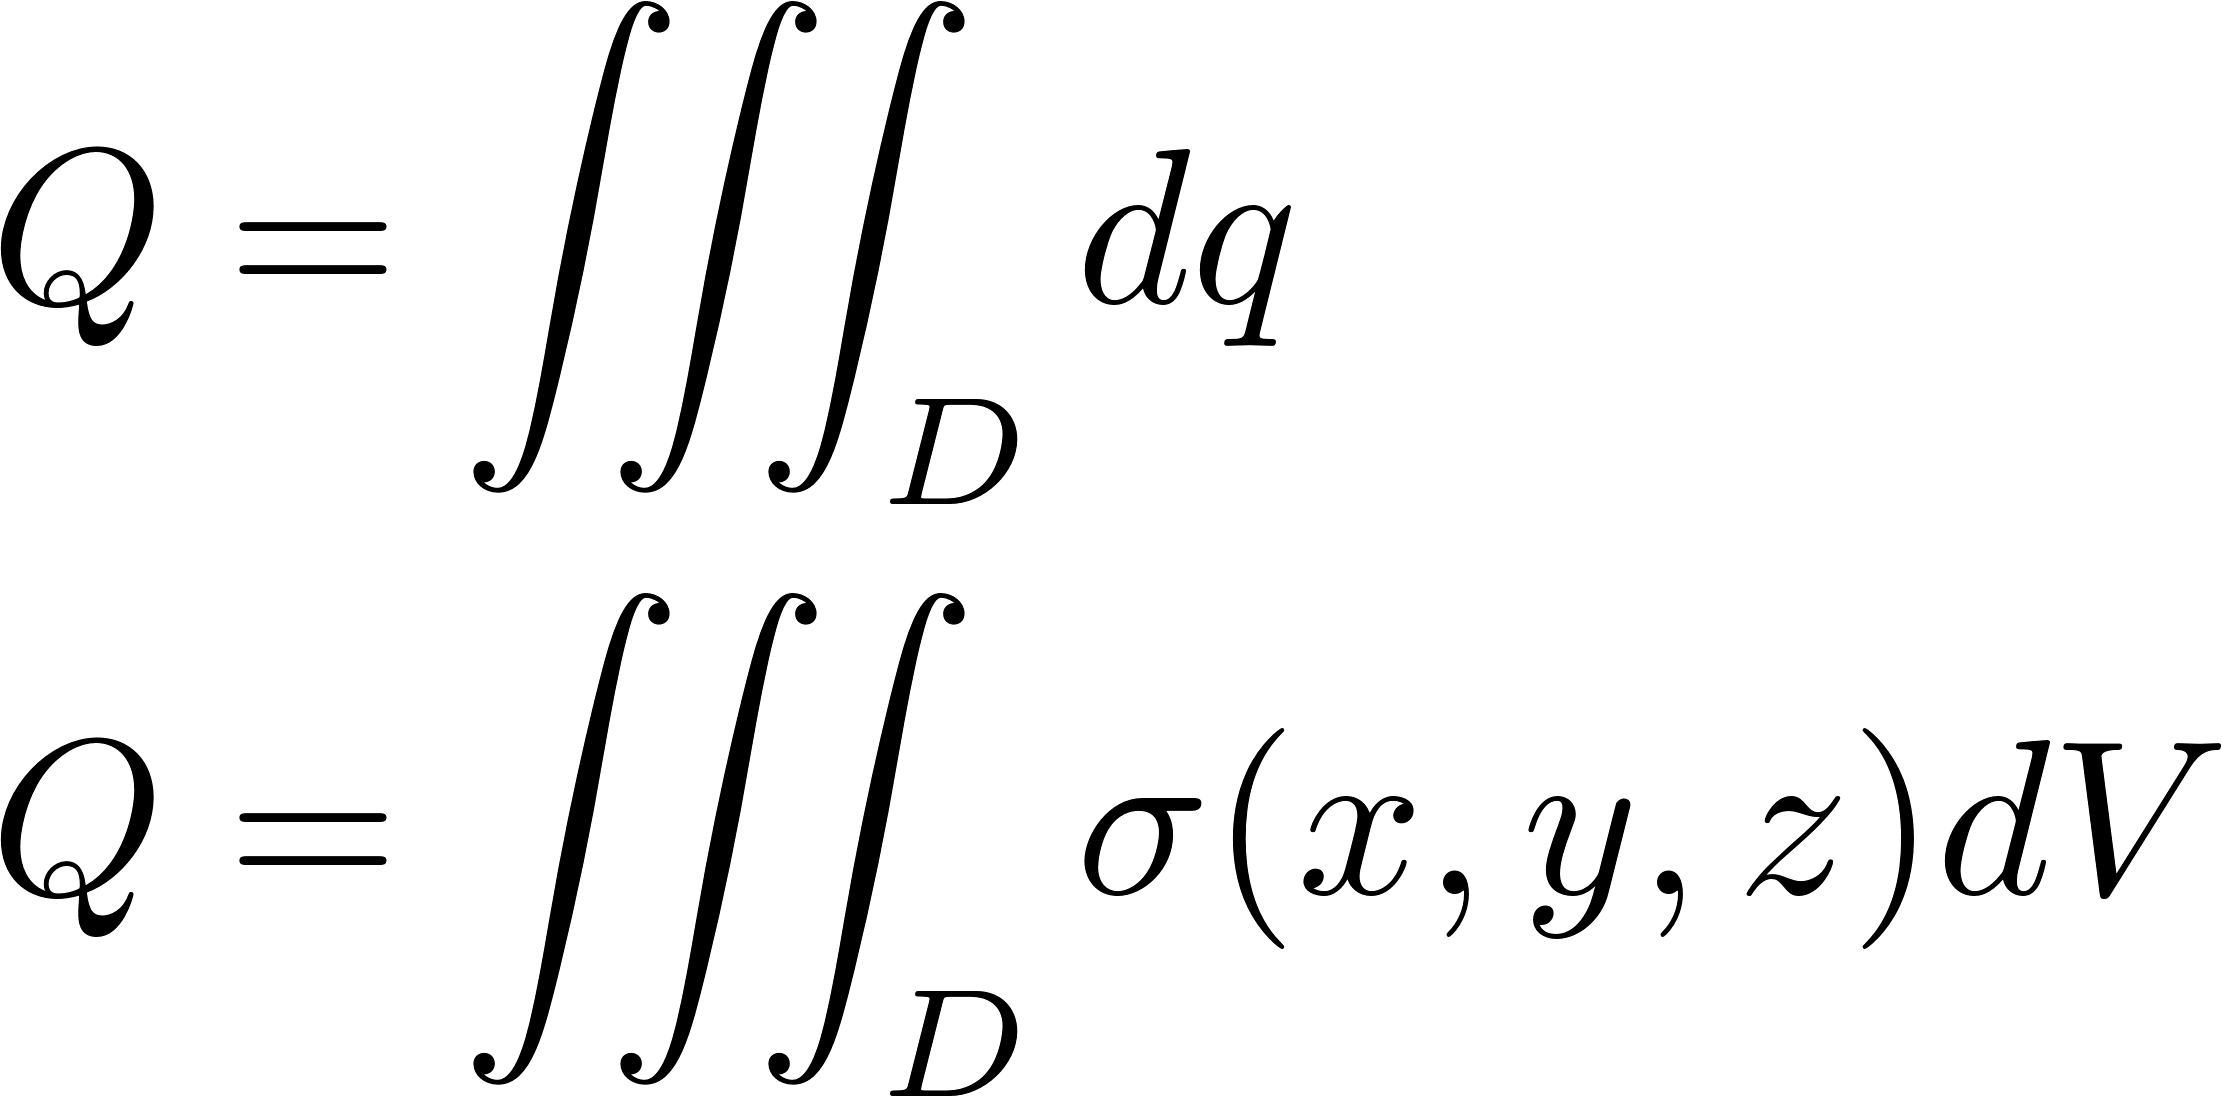 Q = ∭_D dq
Q = ∭_D σ(x, y, z)dV